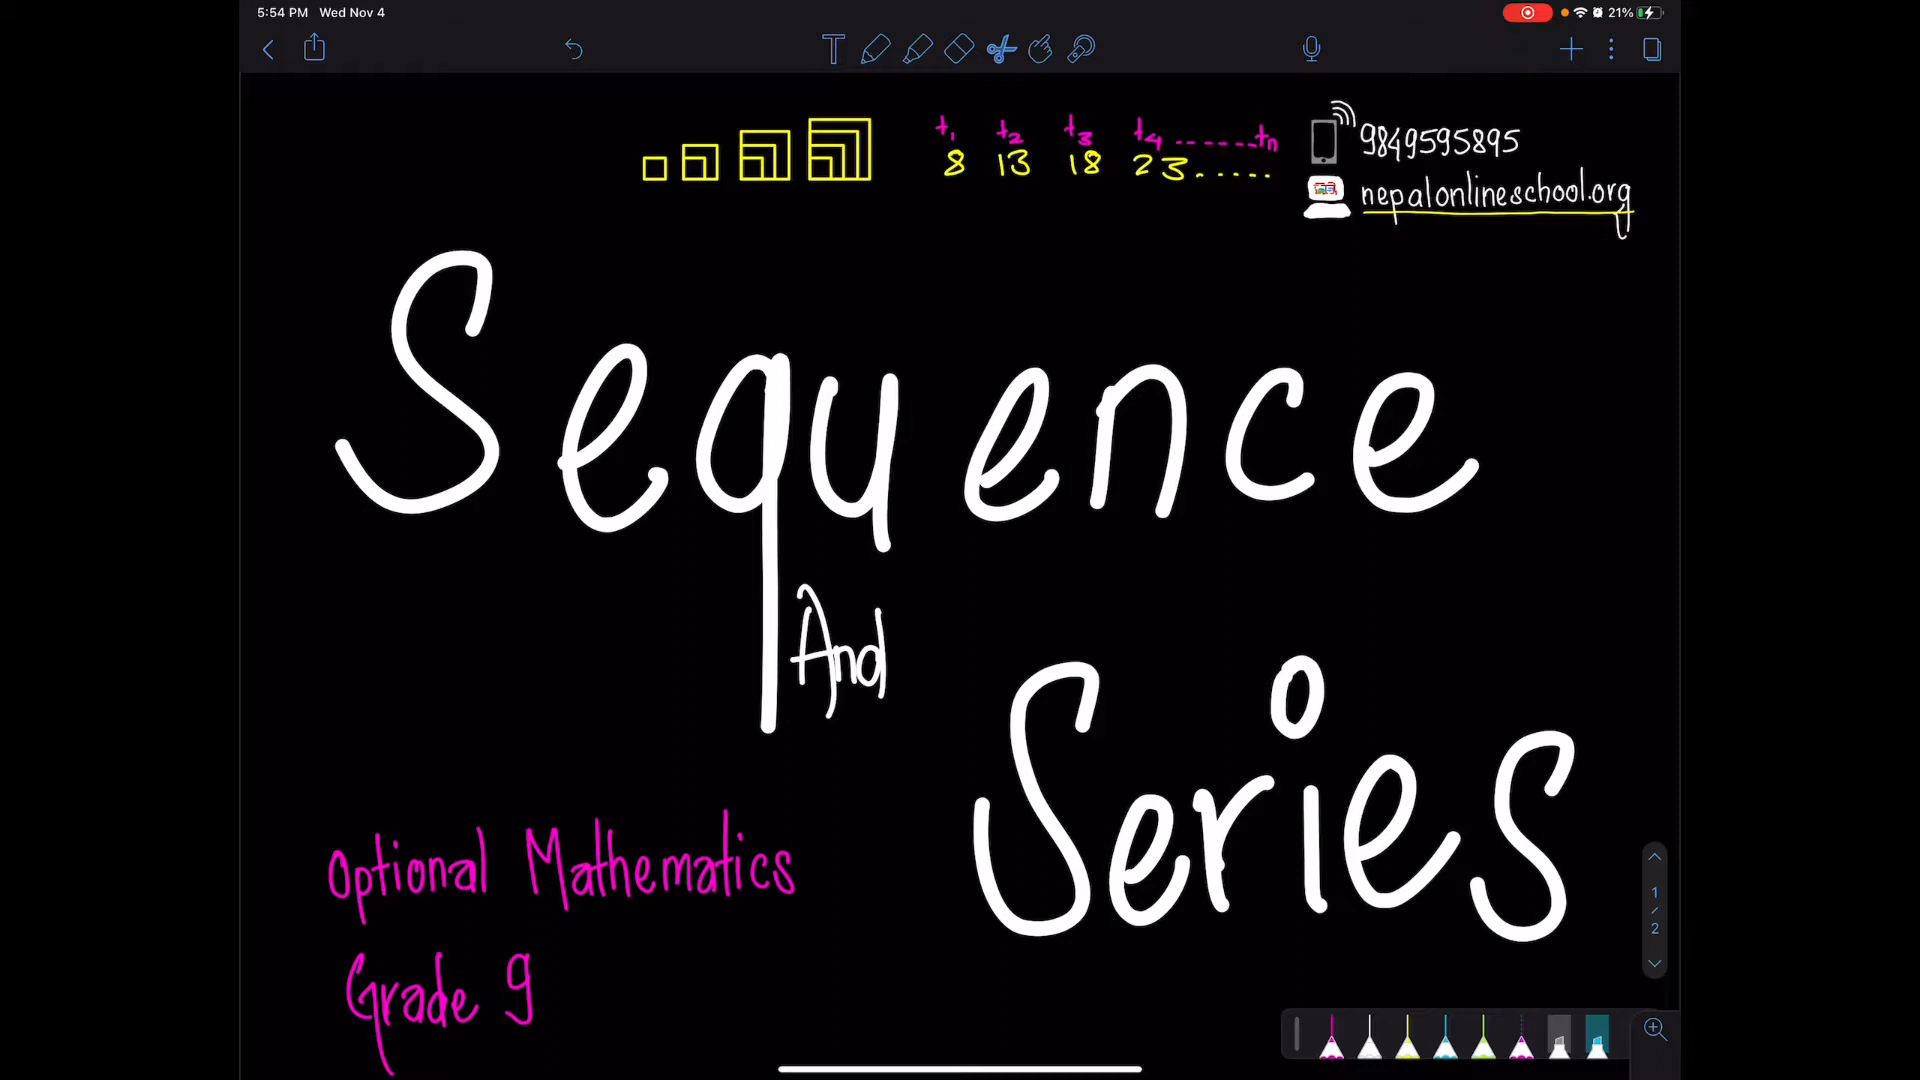 5:54 PM Wed Nov 4
21%
t1 t2 t3 t4 ....... tn
8 13 18 23.....
9849595895
nepalonlineschool.org
Sequence
And
Series
Optional Mathematics
Grade 9
1
/
2